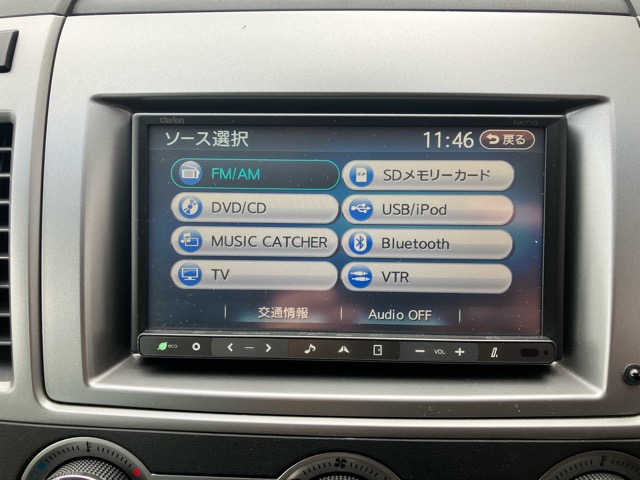 Clarion
NX710
ソース選択
11:46
戻る
FM/AM
SDメモリーカード
DVD/CD
USB/iPod
MUSIC CATCHER
Bluetooth
TV
VTR
交通情報
Audio OFF
eco
VOL